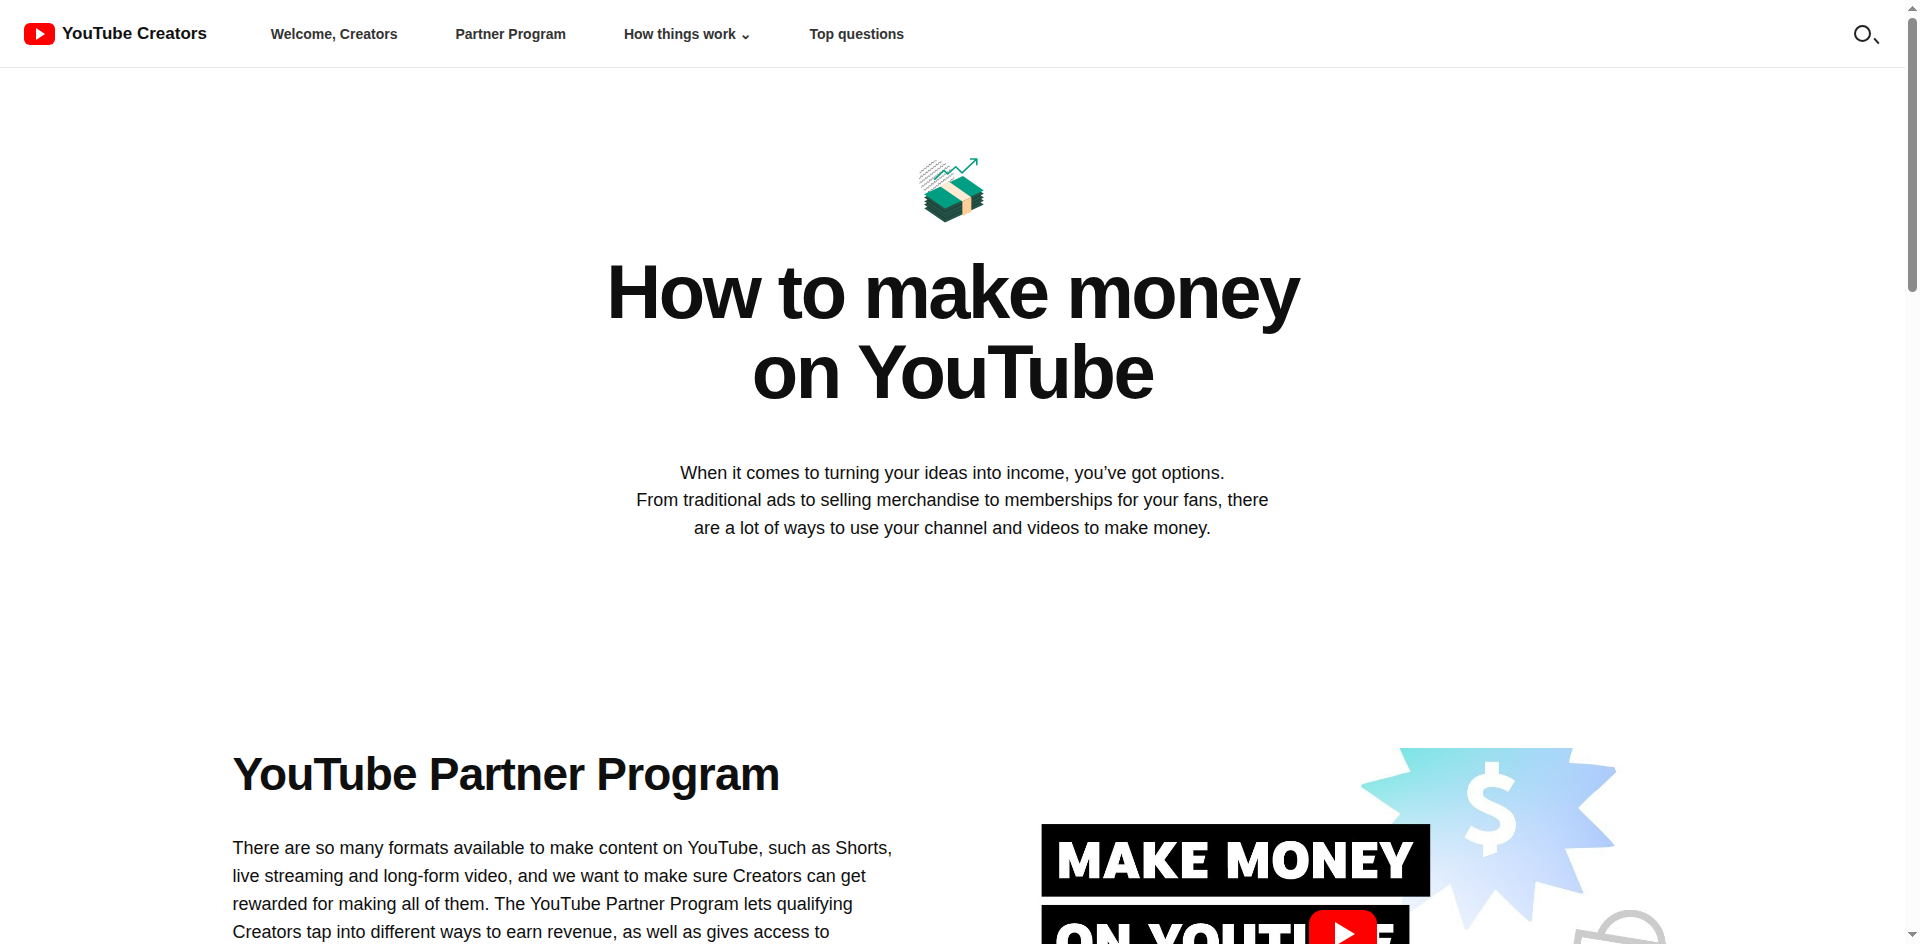 YouTube Creators
Welcome, Creators
Partner Program
How things work
Top questions
How to make money
on YouTube
When it comes to turning your ideas into income, you’ve got options.
From traditional ads to selling merchandise to memberships for your fans, there
are a lot of ways to use your channel and videos to make money.
YouTube Partner Program
There are so many formats available to make content on YouTube, such as Shorts,
live streaming and long-form video, and we want to make sure Creators can get
rewarded for making all of them. The YouTube Partner Program lets qualifying
Creators tap into different ways to earn revenue, as well as gives access to
$
MAKE MONEY
ON